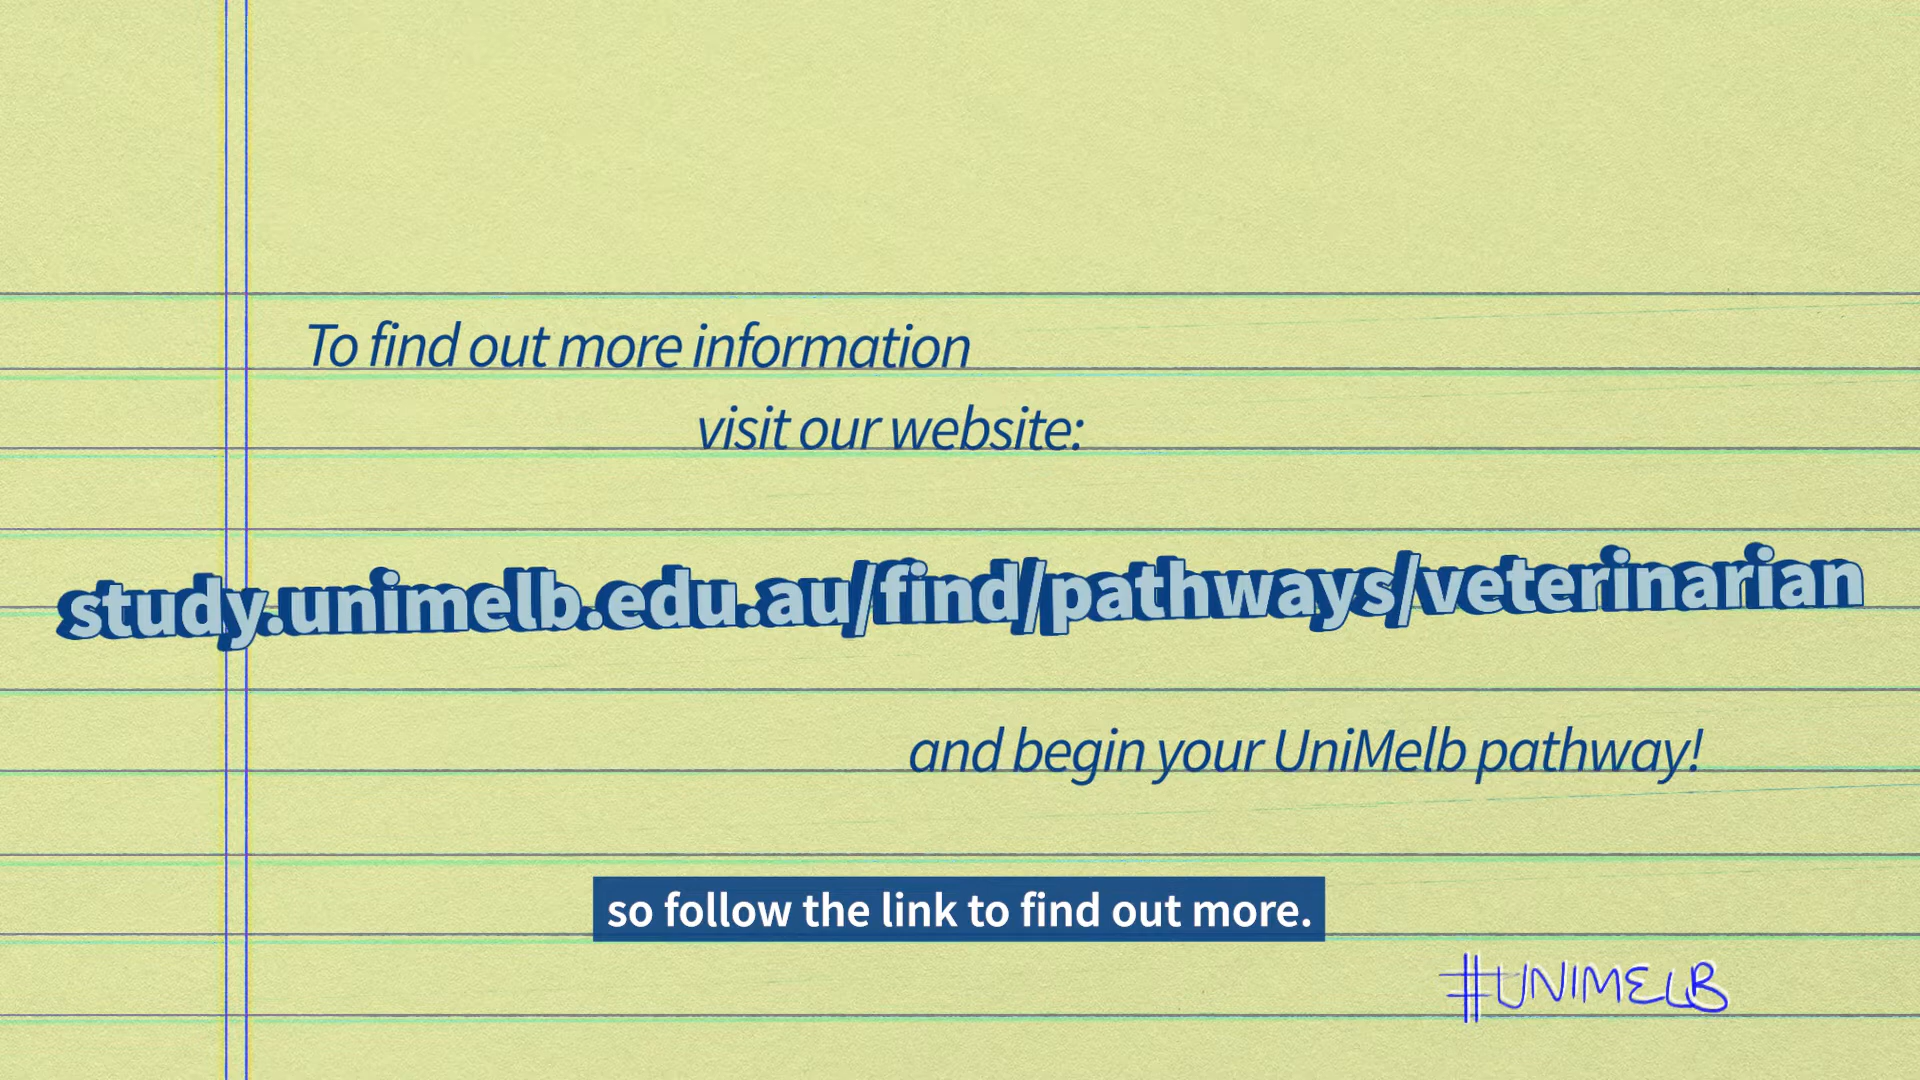 To find out more information
visit our website:
study.unimelb.edu.au/find/pathways/veterinarian
and begin your UniMelb pathway!
so follow the link to find out more.
#UNIMELB